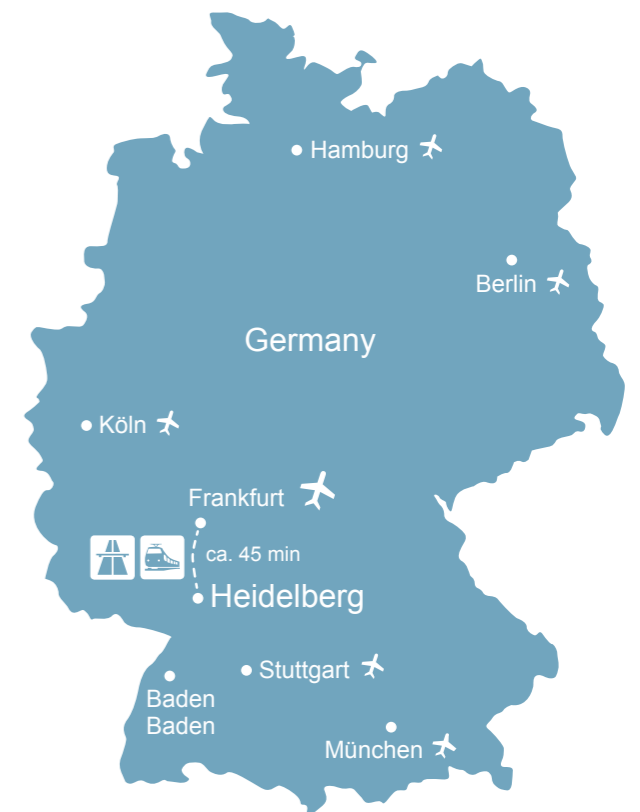 Hamburg
Berlin
Germany
Köln
Frankfurt
ca. 45 min
Heidelberg
Stuttgart
Baden
Baden
München